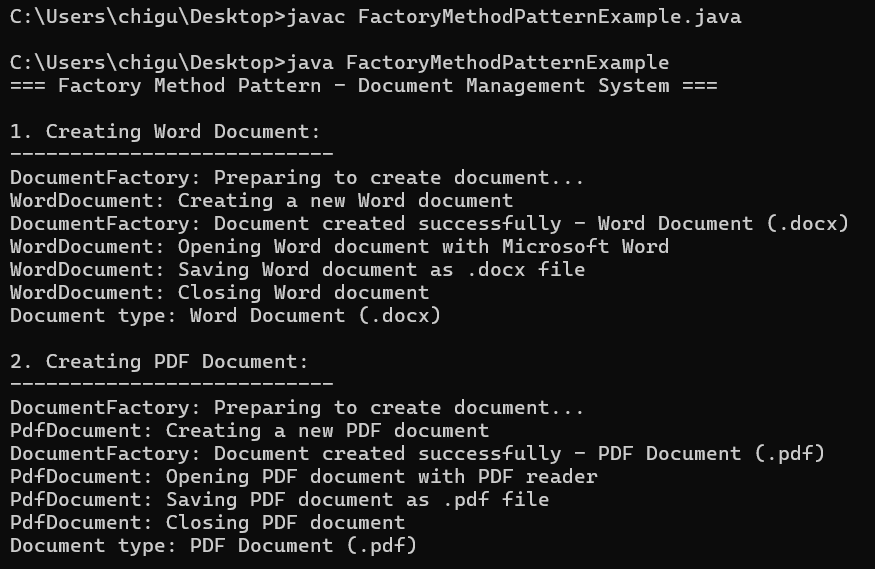 C:\Users\chigu\Desktop>javac FactoryMethodPatternExample.java
C:\Users\chigu\Desktop>java FactoryMethodPatternExample
=== Factory Method Pattern - Document Management System ===
1. Creating Word Document:
---------------------------
DocumentFactory: Preparing to create document...
WordDocument: Creating a new Word document
DocumentFactory: Document created successfully - Word Document (.docx)
WordDocument: Opening Word document with Microsoft Word
WordDocument: Saving Word document as .docx file
WordDocument: Closing Word document
Document type: Word Document (.docx)
2. Creating PDF Document:
---------------------------
DocumentFactory: Preparing to create document...
PdfDocument: Creating a new PDF document
DocumentFactory: Document created successfully - PDF Document (.pdf)
PdfDocument: Opening PDF document with PDF reader
PdfDocument: Saving PDF document as .pdf file
PdfDocument: Closing PDF document
Document type: PDF Document (.pdf)